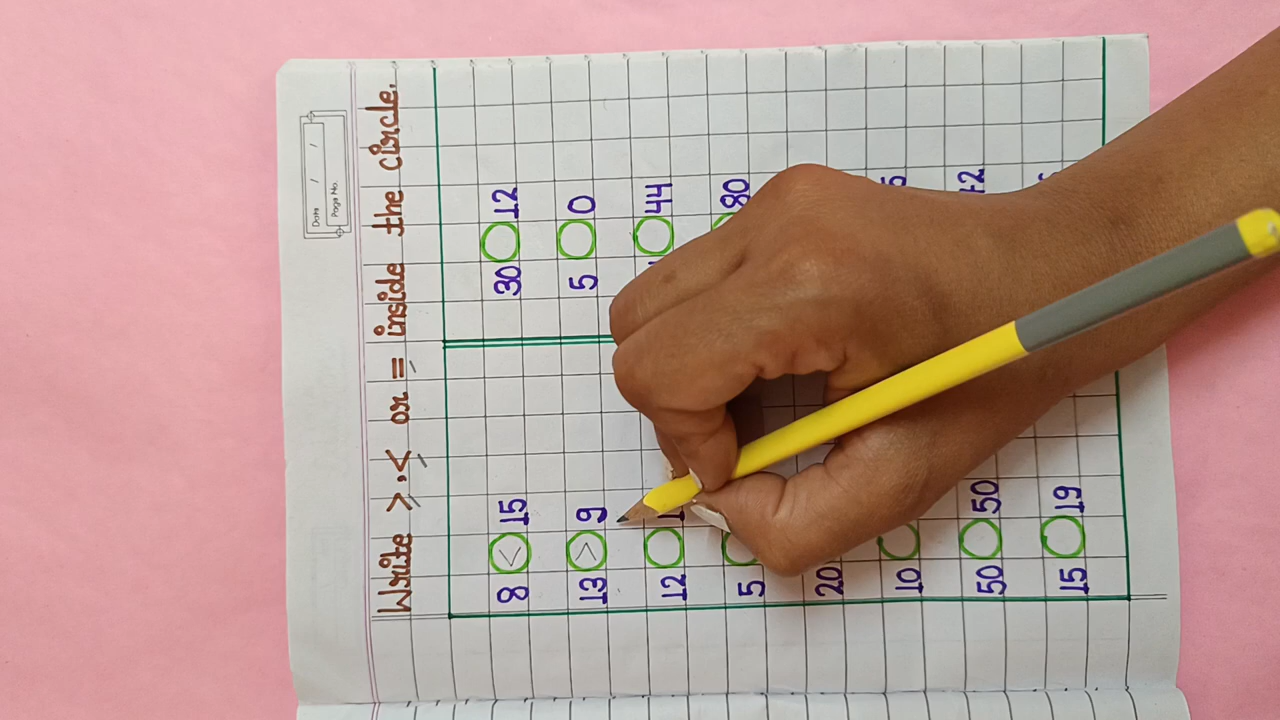 Date / /
Page No.
Write >, < or = inside the circle.
8 < 15 30 12
13 > 9 5 0
12 44
5 80
20
10
50 50
15 19